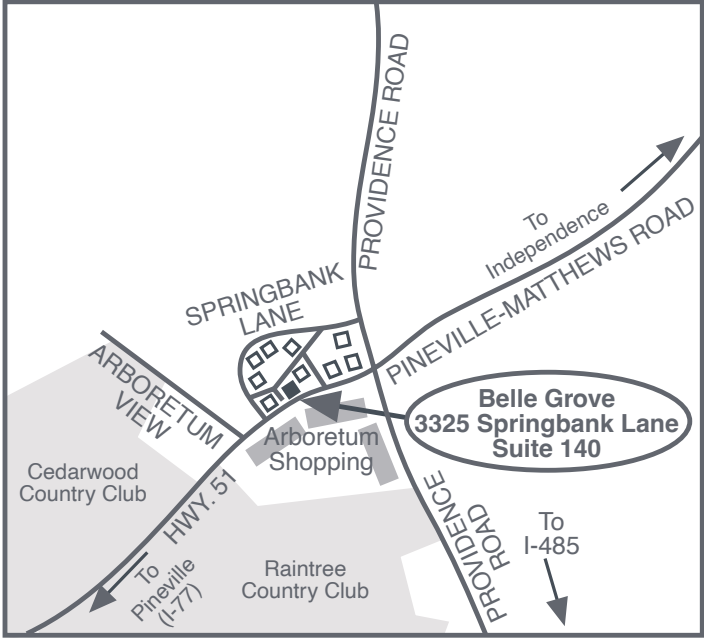 PROVIDENCE ROAD
To
Independence
PINEVILLE-MATTHEWS ROAD
SPRINGBANK
LANE
ARBORETUM
VIEW
Belle Grove
3325 Springbank Lane
Suite 140
Arboretum
Shopping
Cedarwood
Country Club
HWY. 51
PROVIDENCE
ROAD
To
I-485
To
Pineville
(I-77)
Raintree
Country Club